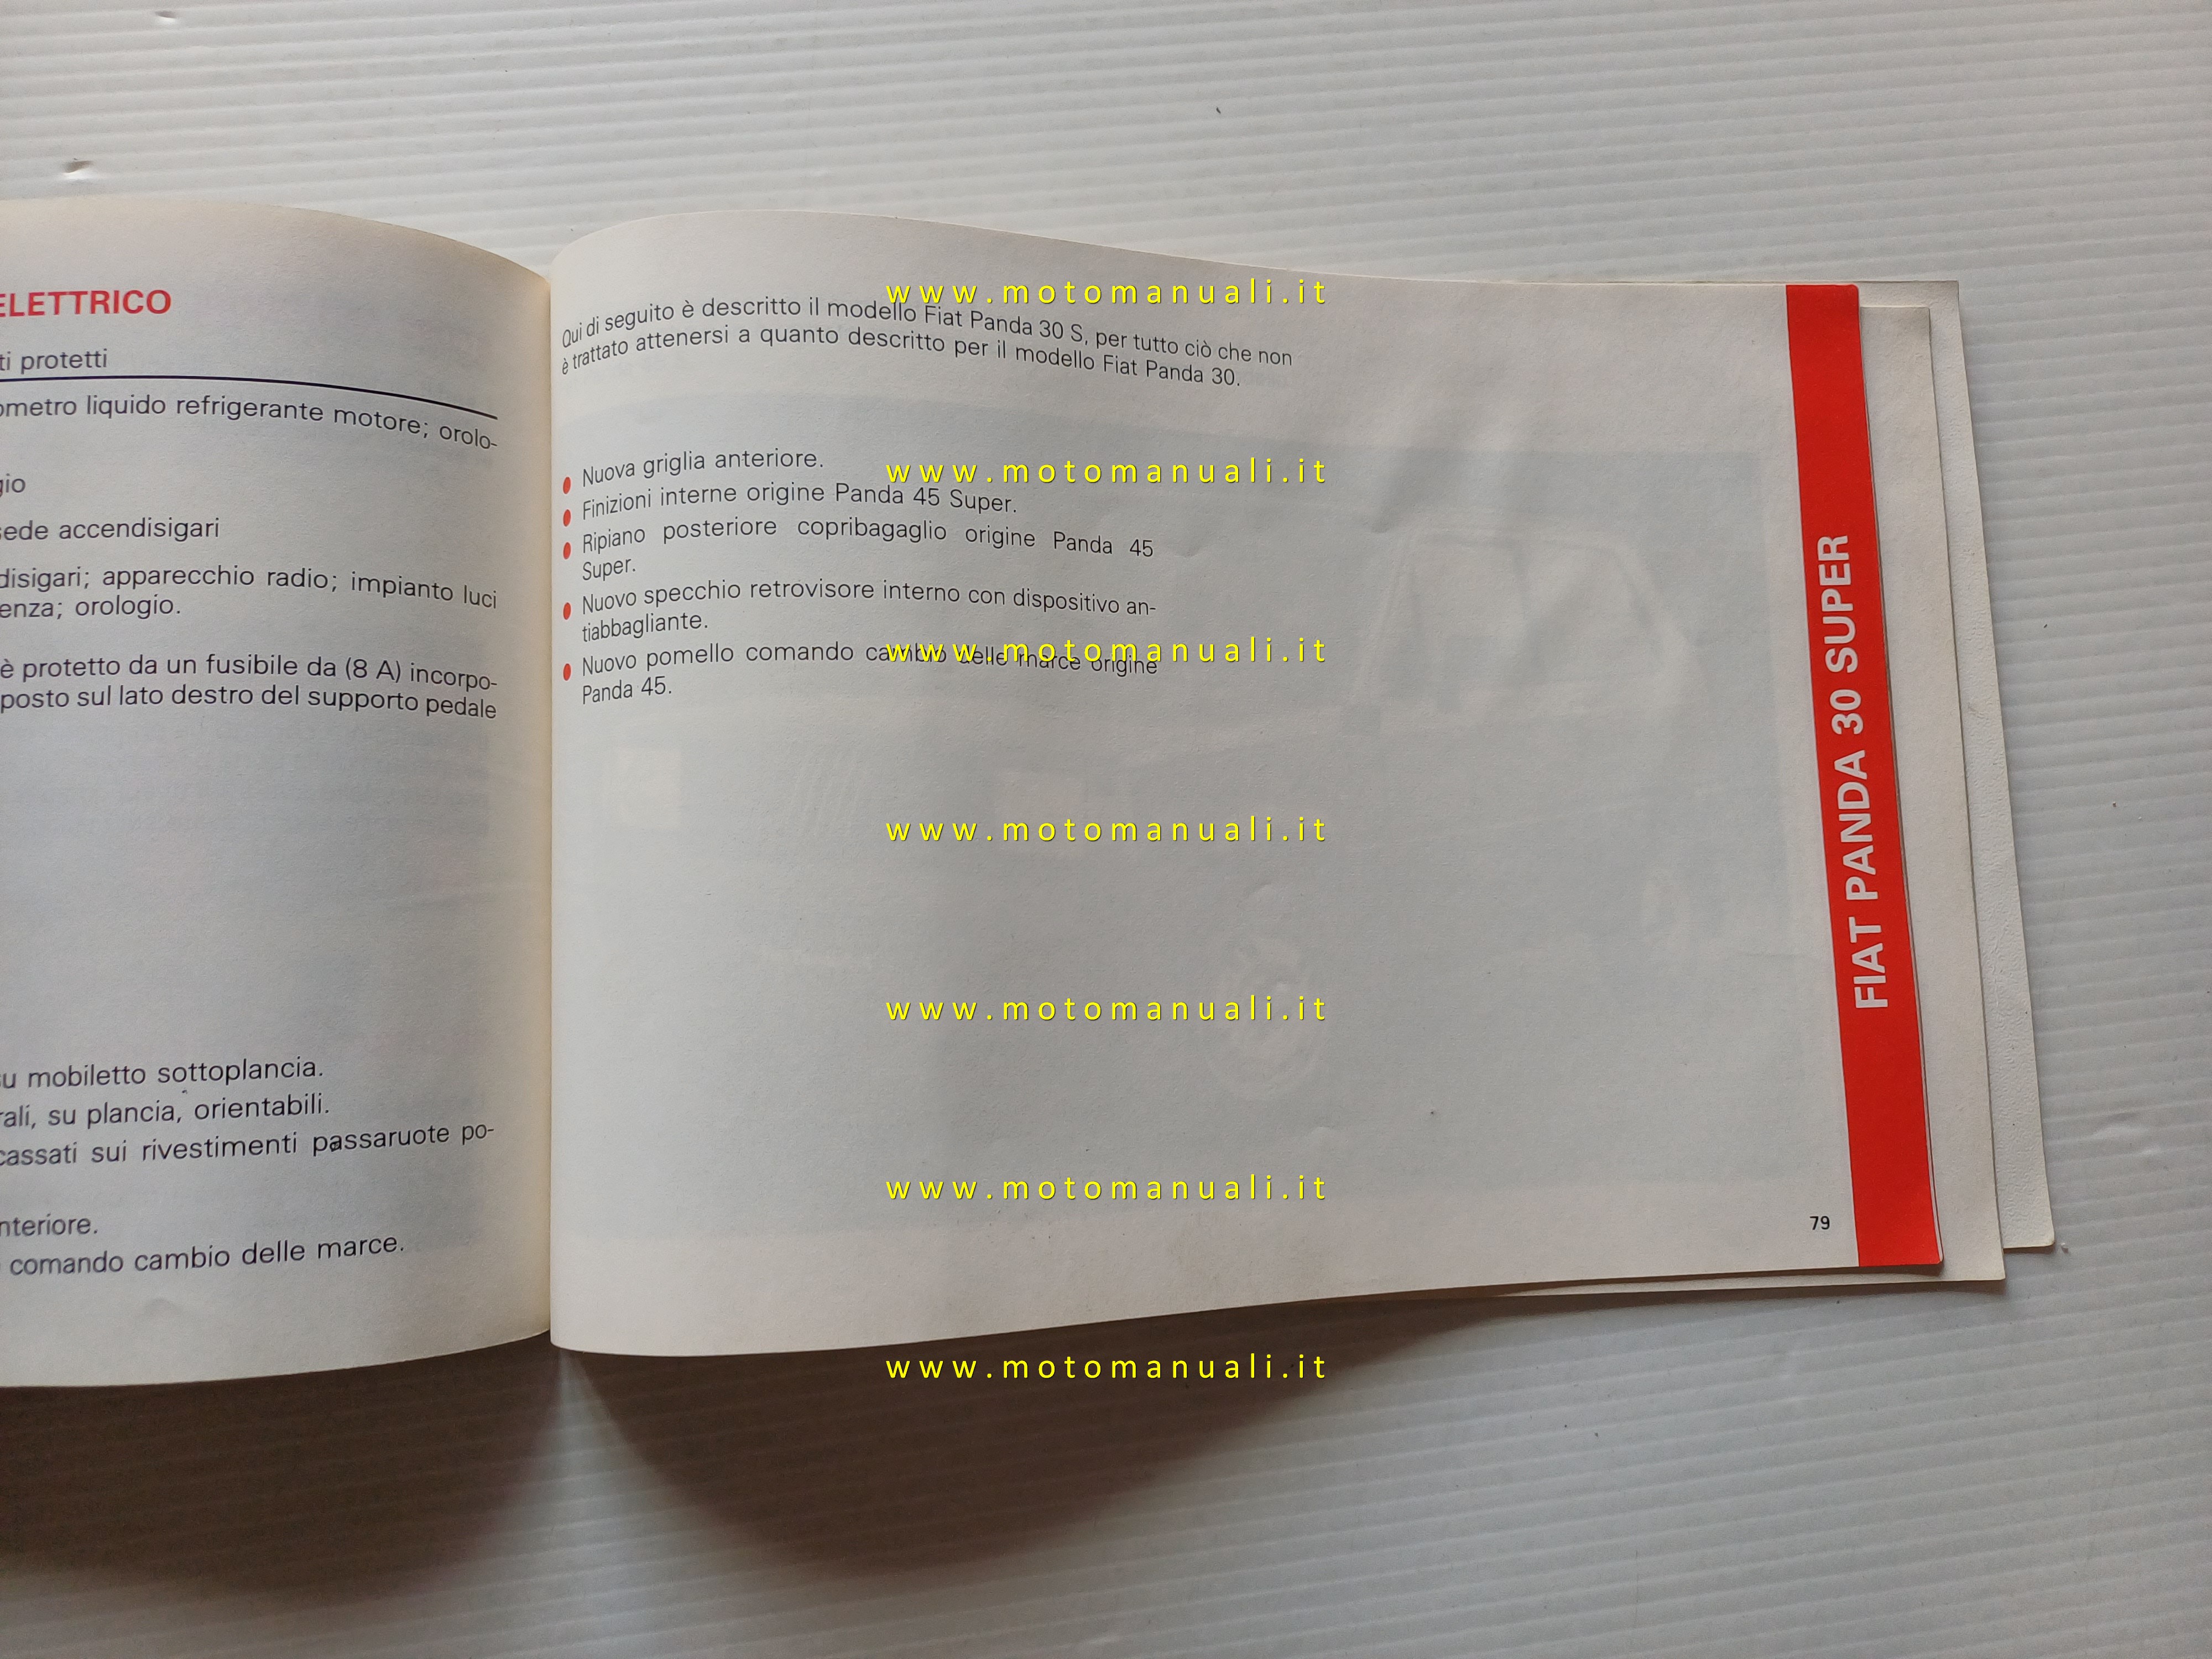 ELETTRICO
ti protetti
ometro liquido refrigerante motore; orolo-
gio
sede accendisigari
disigari; apparecchio radio; impianto luci
enza; orologio.
è protetto da un fusibile da (8 A) incorpo-
posto sul lato destro del supporto pedale
su mobiletto sottoplancia.
rali, su plancia, orientabili.
cassati sui rivestimenti passaruote po-
nteriore.
comando cambio delle marce.
www.motomanuali.it
Qui di seguito è descritto il modello Fiat Panda 30 S, per tutto ciò che non
è trattato attenersi a quanto descritto per il modello Fiat Panda 30.
Nuova griglia anteriore.
www.motomanuali.it
Finizioni interne origine Panda 45 Super.
Ripiano posteriore copribagaglio origine Panda 45
Super.
Nuovo specchio retrovisore interno con dispositivo an-
tiabbagliante.
Nuovo pomello comando cambio delle marce origine
www.motomanuali.it
Panda 45.
www.motomanuali.it
www.motomanuali.it
www.motomanuali.it
79
www.motomanuali.it
FIAT PANDA 30 SUPER